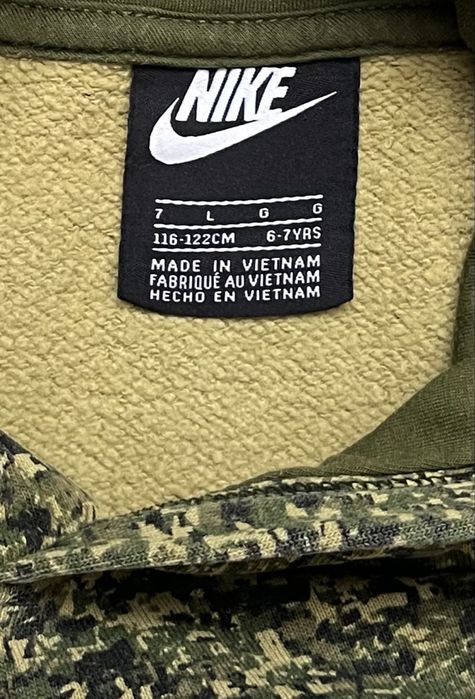 NIKE
7 L G G
116-122CM 6-7YRS
MADE IN VIETNAM
FABRIQUÉ AU VIETNAM
HECHO EN VIETNAM